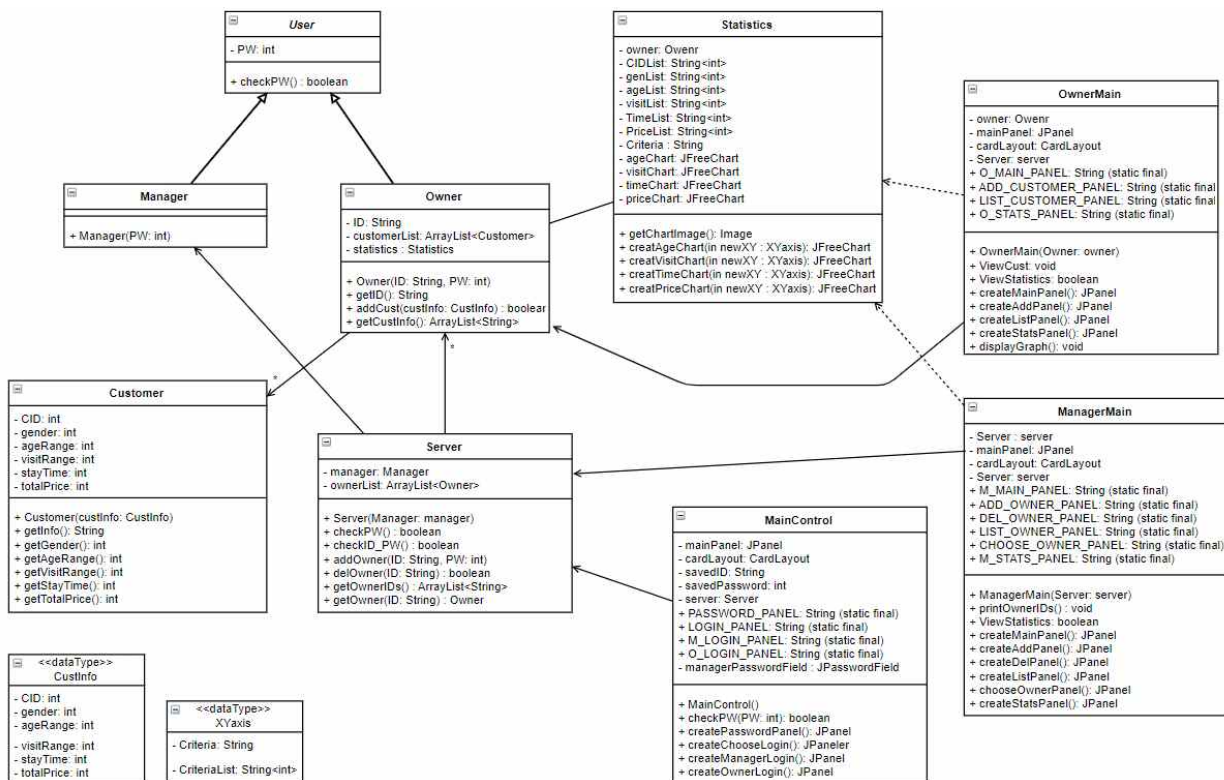 User
- PW: int
+ checkPW() : boolean
Statistics
- owner: Owenr
- CIDList: String<int>
- genList: String<int>
- ageList: String<int>
- visitList: String<int>
- TimeList: String<int>
- PriceList: String<int>
- Criteria : String
- ageChart: JFreeChart
- visitChart: JFreeChart
- timeChart: JFreeChart
- priceChart: JFreeChart
+ getChartImage(): Image
+ creatAgeChart(in newXY : XYaxis): JFreeChart
+ creatVisitChart(in newXY : XYaxis): JFreeChart
+ creatTimeChart(in newXY : XYaxis): JFreeChart
+ creatPriceChart(in newXY : XYaxis): JFreeChart
OwnerMain
- owner: Owenr
- mainPanel: JPanel
- cardLayout: CardLayout
- Server: server
+ O_MAIN_PANEL: String (static final)
+ ADD_CUSTOMER_PANEL: String (static final)
+ LIST_CUSTOMER_PANEL: String (static final)
+ O_STATS_PANEL: String (static final)
+ OwnerMain(Owner: owner)
+ ViewCust: void
+ ViewStatistics: boolean
+ createMainPanel(): JPanel
+ createAddPanel(): JPanel
+ createListPanel(): JPanel
+ createStatsPanel(): JPanel
+ displayGraph(): void
Manager
+ Manager(PW: int)
Owner
- ID: String
- customerList: ArrayList<Customer>
- statistics : Statistics
+ Owner(ID: String, PW: int)
+ getID(): String
+ addCust(custInfo: CustInfo) : boolean
+ getCustInfo(): ArrayList<String>
*
*
Customer
- CID: int
- gender: int
- ageRange: int
- visitRange: int
- stayTime: int
- totalPrice: int
+ Customer(custInfo: CustInfo)
+ getInfo(): String
+ getGender(): int
+ getAgeRange(): int
+ getVisitRange(): int
+ getStayTime(): int
+ getTotalPrice(): int
Server
- manager: Manager
- ownerList: ArrayList<Owner>
+ Server(Manager: manager)
+ checkPW() : boolean
+ checkID_PW() : boolean
+ addOwner(ID: String, PW: int)
+ delOwner(ID: String) : boolean
+ getOwnerIDs() : ArrayList<String>
+ getOwner(ID: String) : Owner
ManagerMain
- Server : server
- mainPanel: JPanel
- cardLayout: CardLayout
- Server: server
+ M_MAIN_PANEL: String (static final)
+ ADD_OWNER_PANEL: String (static final)
+ DEL_OWNER_PANEL: String (static final)
+ LIST_OWNER_PANEL: String (static final)
+ CHOOSE_OWNER_PANEL: String (static final)
+ M_STATS_PANEL: String (static final)
+ ManagerMain(Server: server)
+ printOwnerIDs() : void
+ ViewStatistics: boolean
+ createMainPanel(): JPanel
+ createAddPanel(): JPanel
+ createDelPanel(): JPanel
+ createListPanel(): JPanel
+ chooseOwnerPanel(): JPanel
+ createStatsPanel(): JPanel
MainControl
- mainPanel: JPanel
- cardLayout: CardLayout
- savedID: String
- savedPassword: int
- server: Server
+ PASSWORD_PANEL: String (static final)
+ LOGIN_PANEL: String (static final)
+ M_LOGIN_PANEL: String (static final)
+ O_LOGIN_PANEL: String (static final)
- managerPasswordField : JPasswordField
+ MainControl()
+ checkPW(PW: int): boolean
+ createPasswordPanel(): JPanel
+ createChooseLogin(): JPaneler
+ createManagerLogin(): JPanel
+ createOwnerLogin(): JPanel
<<dataType>>
CustInfo
- CID: int
- gender: int
- ageRange: int
- visitRange: int
- stayTime: int
- totalPrice: int
<<dataType>>
XYaxis
- Criteria: String
- CriteriaList: String<int>